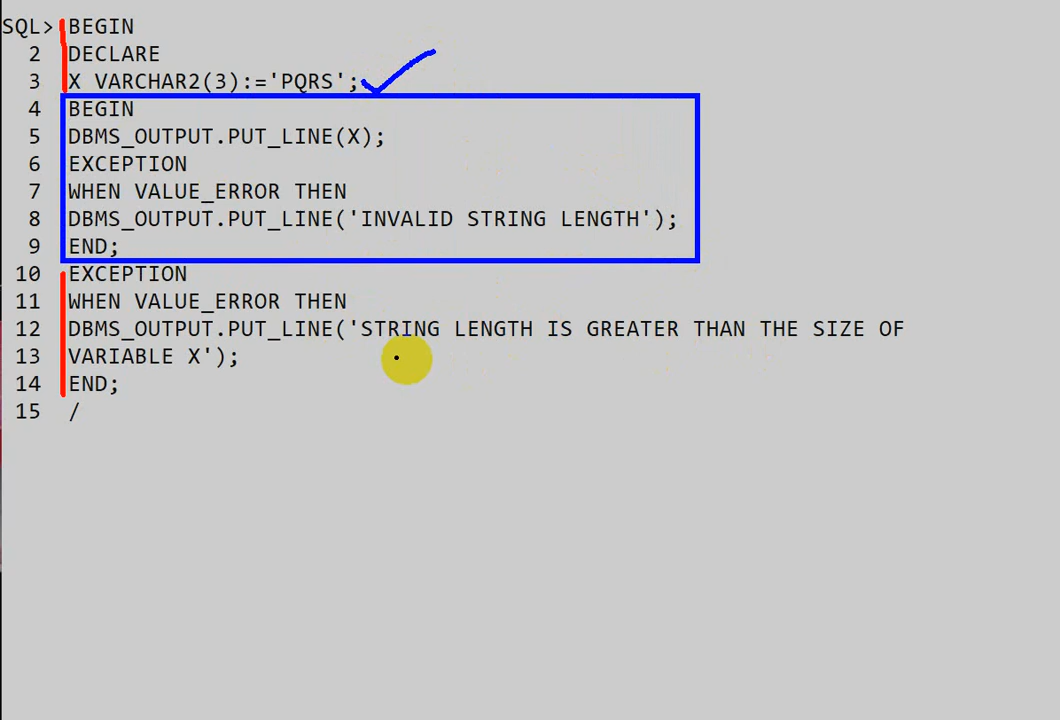 SQL> BEGIN
2 DECLARE
3 X VARCHAR2(3):='PQRS';
4 BEGIN
5 DBMS_OUTPUT.PUT_LINE(X);
6 EXCEPTION
7 WHEN VALUE_ERROR THEN
8 DBMS_OUTPUT.PUT_LINE('INVALID STRING LENGTH');
9 END;
10 EXCEPTION
11 WHEN VALUE_ERROR THEN
12 DBMS_OUTPUT.PUT_LINE('STRING LENGTH IS GREATER THAN THE SIZE OF
13 VARIABLE X');
14 END;
15 /